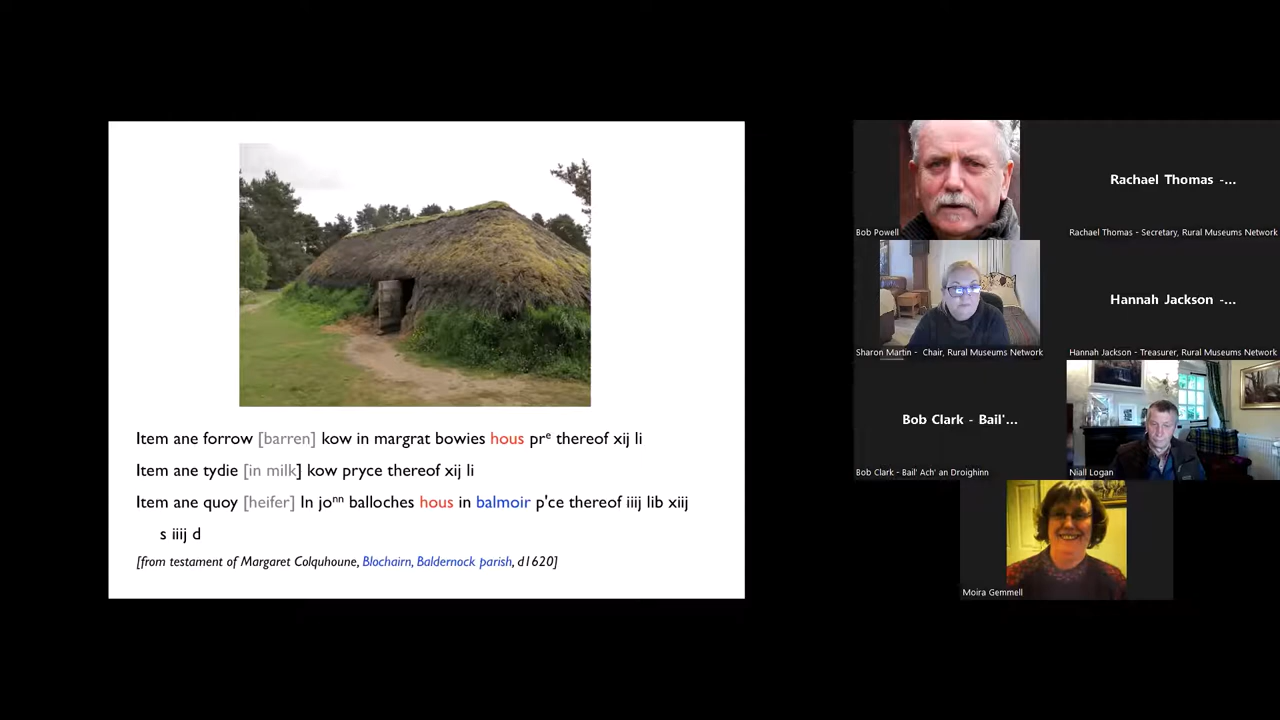 Item ane forrow [barren] kow in margrat bowies hous prᵉ thereof xij li
Item ane tydie [in milk] kow pryce thereof xij li
Item ane quoy [heifer] In joⁿⁿ balloches hous in balmoir p'ce thereof iiij lib xiij
s iiij d
[from testament of Margaret Colquhoune, Blochairn, Baldernock parish, d1620]
Bob Powell
Rachael Thomas -...
Rachael Thomas - Secretary, Rural Museums Network
Sharon Martin - Chair, Rural Museums Network
Hannah Jackson -...
Hannah Jackson - Treasurer, Rural Museums Network
Bob Clark - Bail'...
Bob Clark - Bail' Ach' an Droighinn
Niall Logan
Moira Gemmell